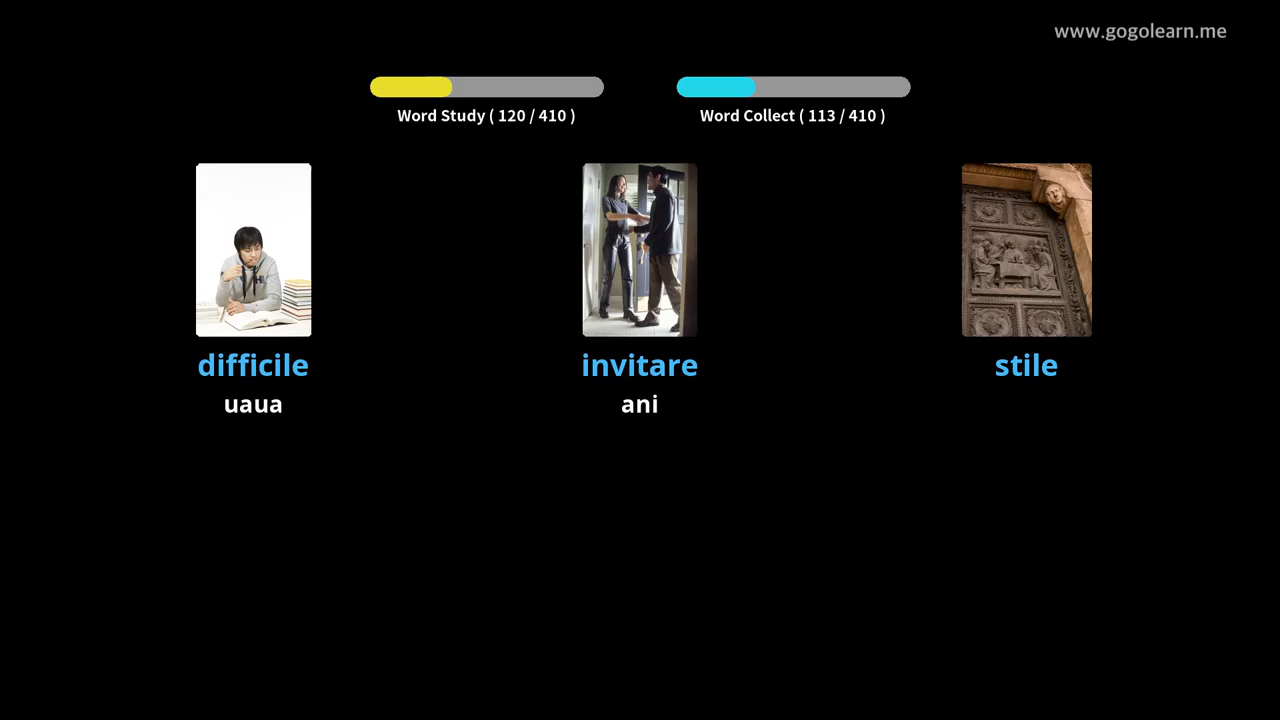 www.gogolearn.me
Word Study ( 120 / 410 )
Word Collect ( 113 / 410 )
difficile
uaua
invitare
ani
stile